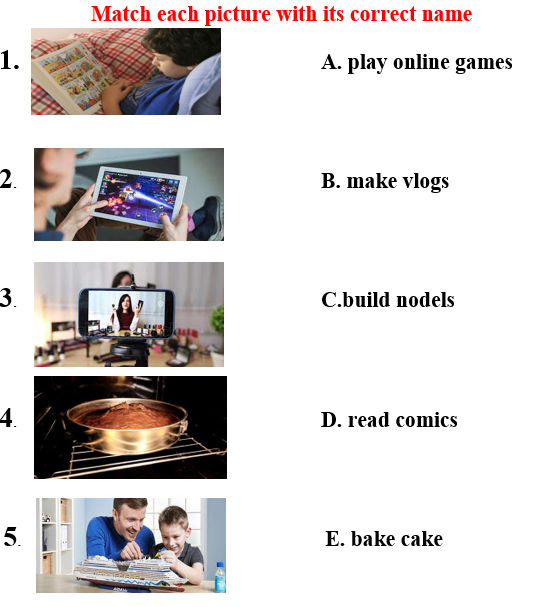 Match each picture with its correct name
1. A. play online games
2. B. make vlogs
3. C.build nodels
4. D. read comics
5. E. bake cake